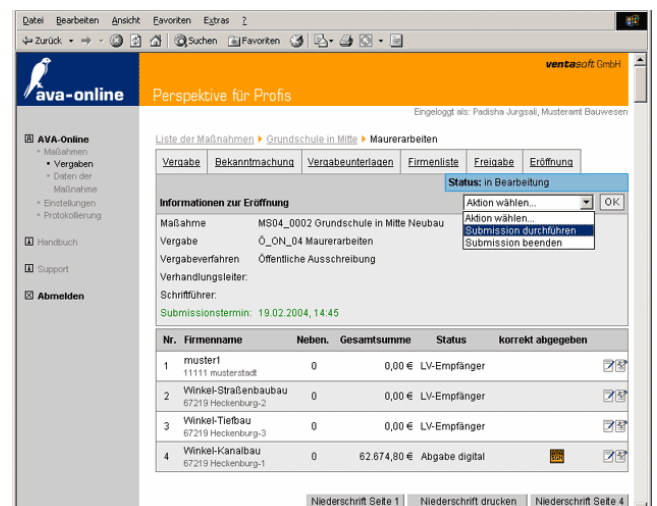 Datei Bearbeiten Ansicht Favoriten Extras ?
Zurück Suchen Favoriten
ventasoft GmbH
ava-online Perspektive für Profis
Eingeloggt als: Padisha Jurgsali, Musteramt Bauwesen
AVA-Online
Maßahmen
Vergaben
Daten der
Maßnahme
Einstellungen
Protokollierung
Handbuch
Support
Abmelden
Liste der Maßnahmen Grundschule in Mitte Maurerarbeiten
Vergabe Bekanntmachung Vergabeunterlagen Firmenliste Freigabe Eröffnung
Status: in Bearbeitung
Informationen zur Eröffnung Aktion wählen... OK
Aktion wählen...
Submission durchführen
Submission beenden
Maßahme MS04_0002 Grundschule in Mitte Neubau
Vergabe Ö_ON_04 Maurerarbeiten
Vergabeverfahren Öffentliche Ausschreibung
Verhandlungsleiter:
Schriftführer:
Submissionstermin: 19.02.2004, 14:45
Nr. Firmenname Neben. Gesamtsumme Status korrekt abgegeben
1 muster1 0 0,00 € LV-Empfänger
11111 musterstadt
2 Winkel-Straßenbaubau 0 0,00 € LV-Empfänger
67219 Heckenburg-2
3 Winkel-Tiefbau 0 0,00 € LV-Empfänger
67219 Heckenburg-3
4 Winkel-Kanalbau 0 62.674,80 € Abgabe digital
67219 Heckenburg-1
Niederschrift Seite 1 Niederschrift drucken Niederschrift Seite 4